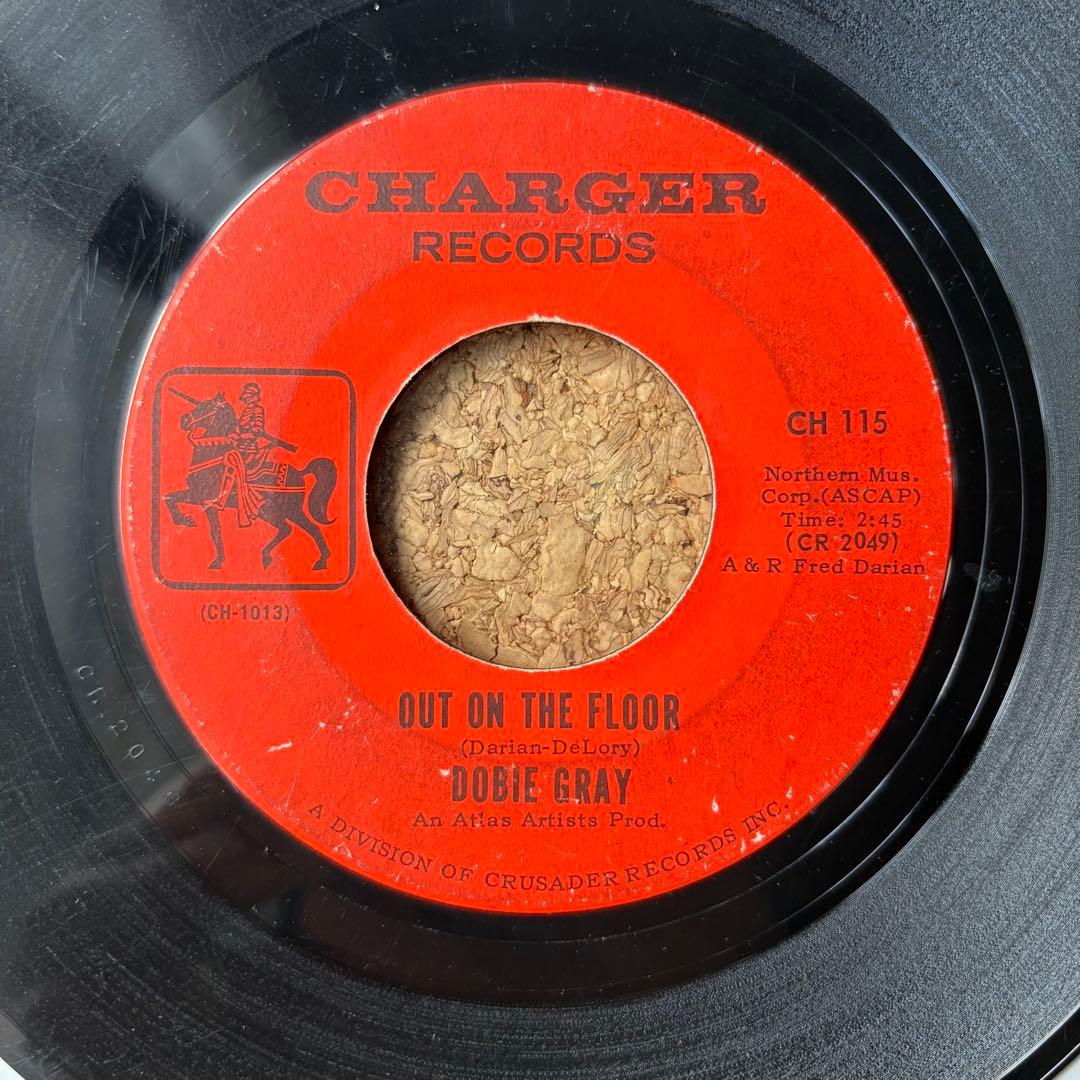 CHARGER
RECORDS
CH 115
Northern Mus.
Corp.(ASCAP)
Time: 2:45
(CR 2049)
A & R Fred Darian
(CH-1013)
OUT ON THE FLOOR
(Darian-DeLory)
DOBIE GRAY
An Atlas Artists Prod.
A DIVISION OF CRUSADER RECORDS INC.